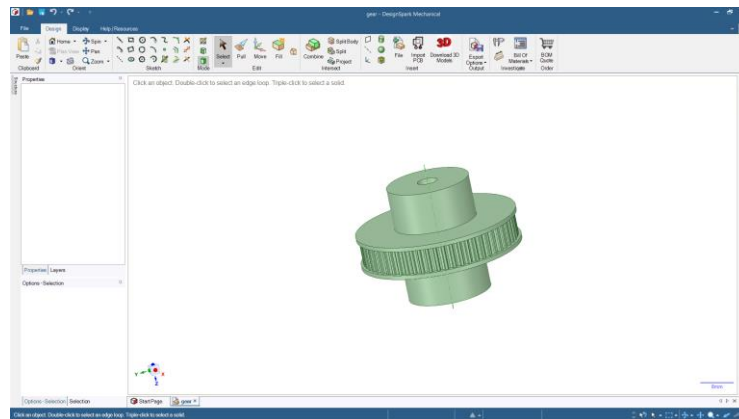 gear - DesignSpark Mechanical
File Design Display Help/Resources
Paste
Home Spin
Plan View Pan
Zoom
Select Pull Move Fill
Combine
Split Body
Split
Project
File Import PCB Download 3D Models
3D
Export Options
Bill Of Materials
BOM Quote
Clipboard Orient Sketch Mode Edit Intersect Insert Output Investigate Order
Structure
Properties
Click an object. Double-click to select an edge loop. Triple-click to select a solid.
Properties Layers
Options - Selection
Y X
Z
Options - Selection Selection
StartPage gear *
Click an object. Double-click to select an edge loop. Triple-click to select a solid.